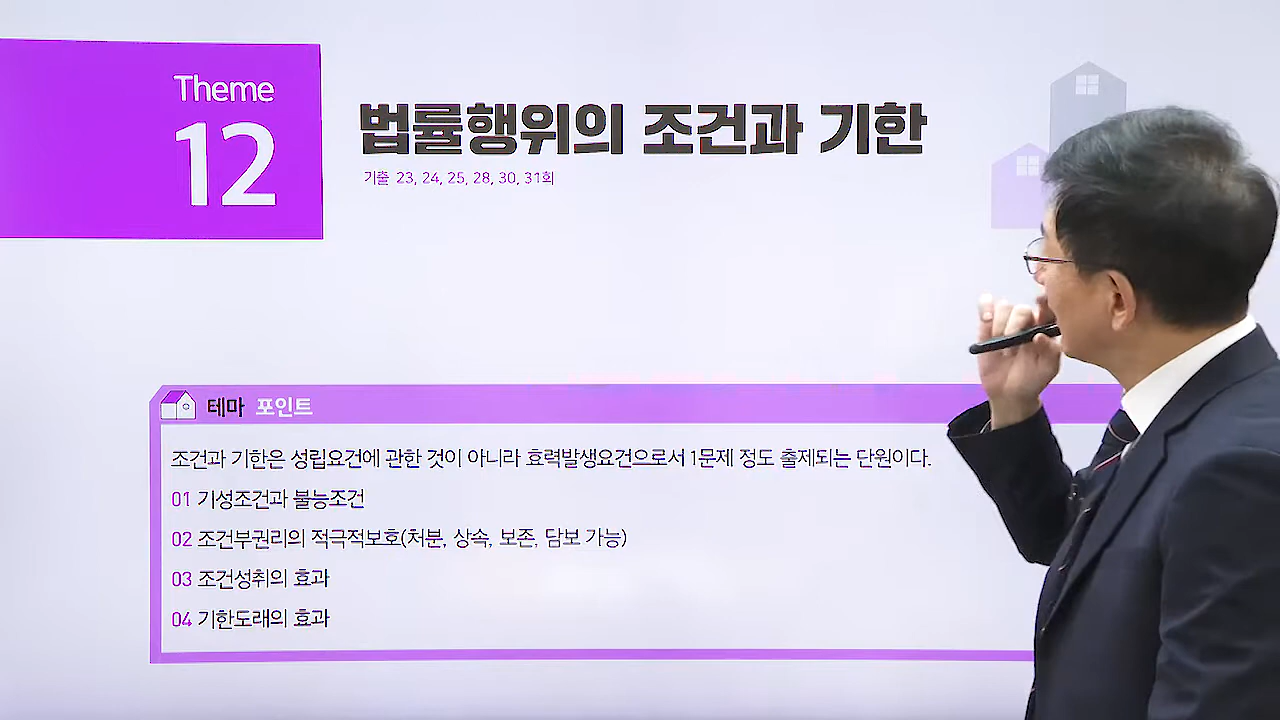 Theme
12
법률행위의 조건과 기한
기출 23, 24, 25, 28, 30, 31회
테마 포인트
조건과 기한은 성립요건에 관한 것이 아니라 효력발생요건으로서 1문제 정도 출제되는 단원이다.
01 기성조건과 불능조건
02 조건부권리의 적극적보호(처분, 상속, 보존, 담보 가능)
03 조건성취의 효과
04 기한도래의 효과